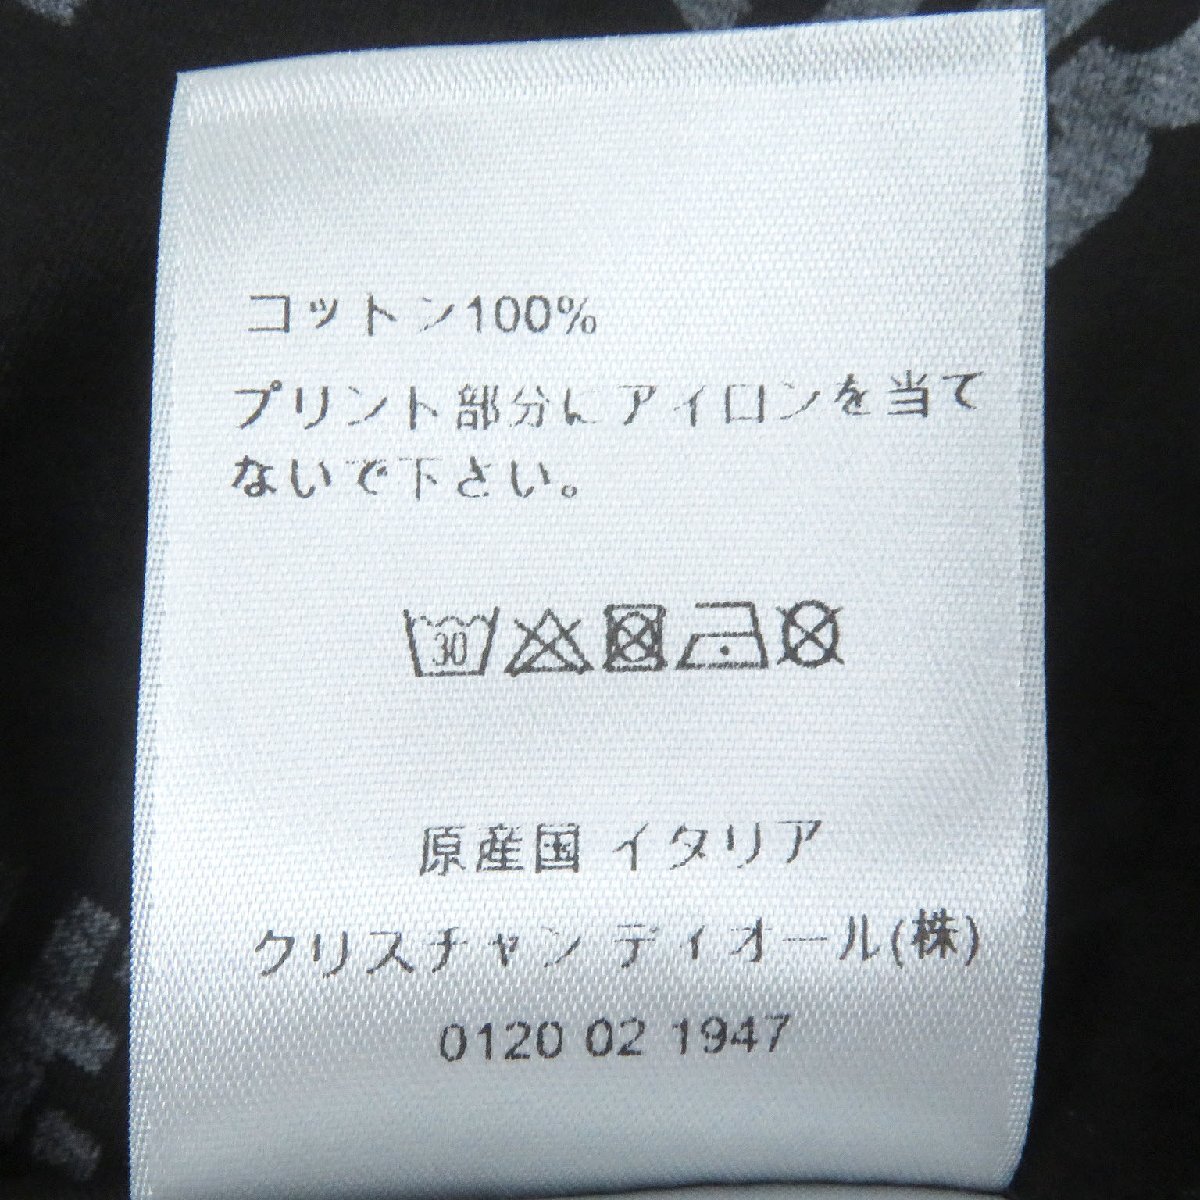 コットン100%
プリント部分にアイロンを当て
ないで下さい。
30
原産国 イタリア
クリスチャン ディオール(株)
0120 02 1947